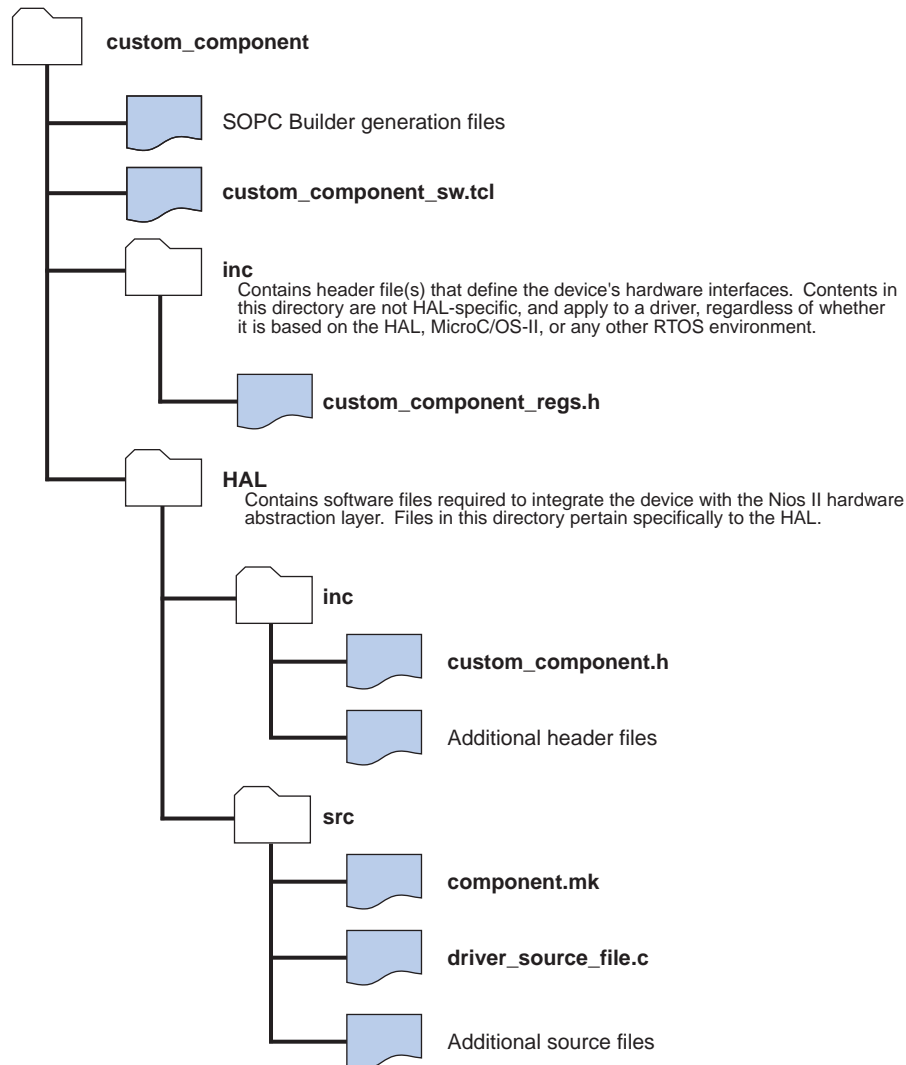 custom_component
SOPC Builder generation files
custom_component_sw.tcl
inc
Contains header file(s) that define the device's hardware interfaces.  Contents in
this directory are not HAL-specific, and apply to a driver, regardless of whether
it is based on the HAL, MicroC/OS-II, or any other RTOS environment.
custom_component_regs.h
HAL
Contains software files required to integrate the device with the Nios II hardware
abstraction layer.  Files in this directory pertain specifically to the HAL.
inc
custom_component.h
Additional header files
src
component.mk
driver_source_file.c
Additional source files